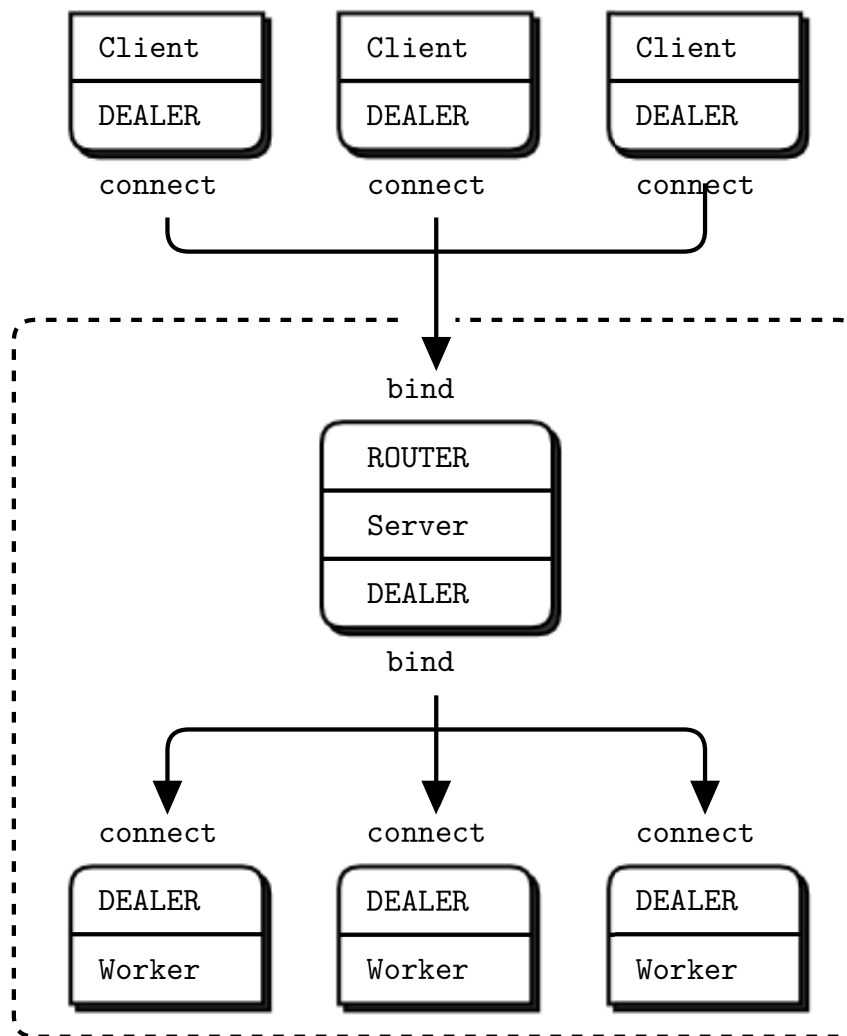 Client Client Client
DEALER DEALER DEALER
connect connect connect
bind
ROUTER
Server
DEALER
bind
connect connect connect
DEALER DEALER DEALER
Worker Worker Worker